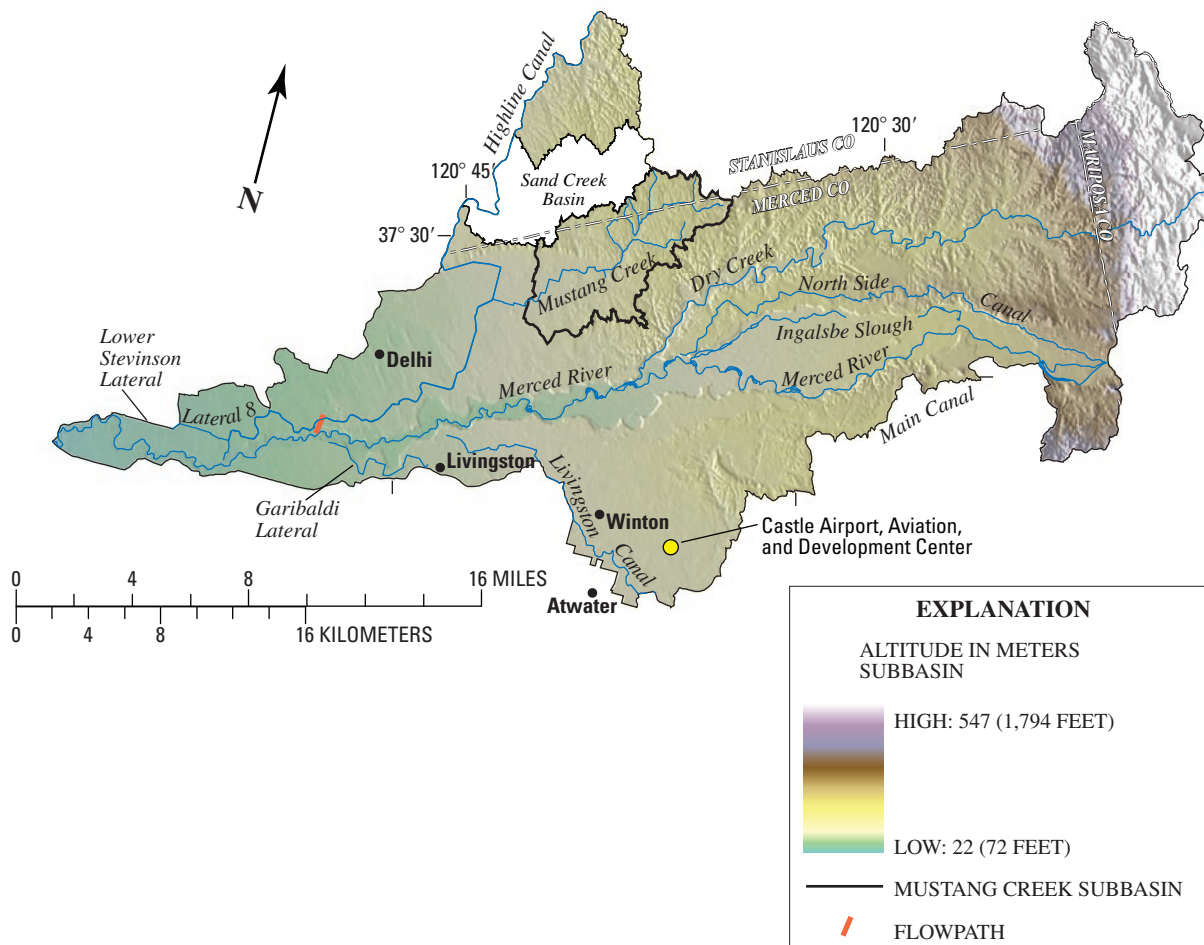 Highline Canal
N
120° 45′
Sand Creek
Basin
37° 30′
STANISLAUS CO
MERCED CO
120° 30′
MARIPOSA CO
Mustang Creek
Dry Creek
North Side
Canal
Ingalsbe Slough
Merced River
Merced River
Main Canal
Lower
Stevinson
Lateral
Delhi
Lateral 8
Garibaldi
Lateral
Livingston
Livingston
Canal
Winton
Castle Airport, Aviation,
and Development Center
Atwater
0 4 8 16 MILES
0 4 8 16 KILOMETERS
EXPLANATION
ALTITUDE IN METERS
SUBBASIN
HIGH: 547 (1,794 FEET)
LOW: 22 (72 FEET)
MUSTANG CREEK SUBBASIN
FLOWPATH